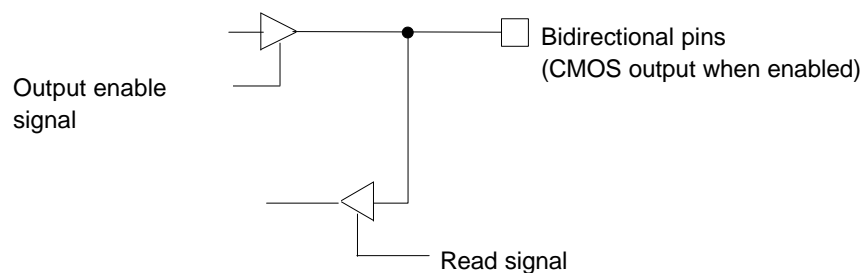 Bidirectional pins
(CMOS output when enabled)
Output enable
signal
Read signal